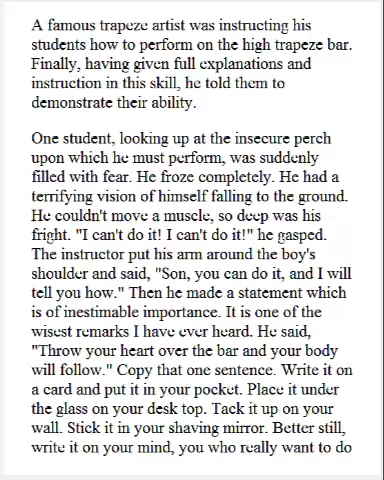 A famous trapeze artist was instructing his
students how to perform on the high trapeze bar.
Finally, having given full explanations and
instruction in this skill, he told them to
demonstrate their ability.
One student, looking up at the insecure perch
upon which he must perform, was suddenly
filled with fear. He froze completely. He had a
terrifying vision of himself falling to the ground.
He couldn't move a muscle, so deep was his
fright. "I can't do it! I can't do it!" he gasped.
The instructor put his arm around the boy's
shoulder and said, "Son, you can do it, and I will
tell you how." Then he made a statement which
is of inestimable importance. It is one of the
wisest remarks I have ever heard. He said,
"Throw your heart over the bar and your body
will follow." Copy that one sentence. Write it on
a card and put it in your pocket. Place it under
the glass on your desk top. Tack it up on your
wall. Stick it in your shaving mirror. Better still,
write it on your mind, you who really want to do